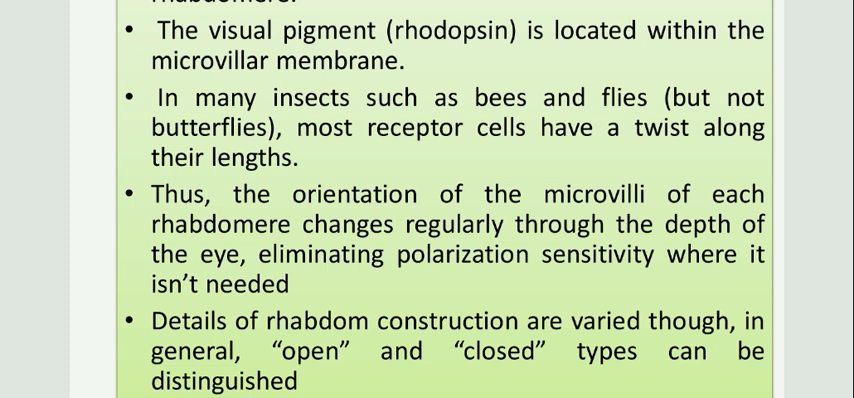 rhabdomere.
• The visual pigment (rhodopsin) is located within the
microvillar membrane.
• In many insects such as bees and flies (but not
butterflies), most receptor cells have a twist along
their lengths.
• Thus, the orientation of the microvilli of each
rhabdomere changes regularly through the depth of
the eye, eliminating polarization sensitivity where it
isn’t needed
• Details of rhabdom construction are varied though, in
general, “open” and “closed” types can be
distinguished